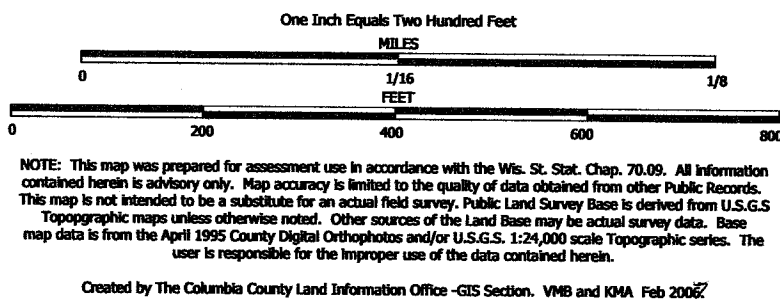 One Inch Equals Two Hundred Feet
MILES
0 1/16 1/8
FEET
0 200 400 600 800
NOTE: This map was prepared for assessment use in accordance with the Wis. St. Stat. Chap. 70.09. All information
contained herein is advisory only. Map accuracy is limited to the quality of data obtained from other Public Records.
This map is not intended to be a substitute for an actual field survey. Public Land Survey Base is derived from U.S.G.S
Topopgraphic maps unless otherwise noted. Other sources of the Land Base may be actual survey data. Base
map data is from the April 1995 County Digital Orthophotos and/or U.S.G.S. 1:24,000 scale Topographic series. The
user is responsible for the improper use of the data contained herein.
Created by The Columbia County Land Information Office -GIS Section. VMB and KMA Feb